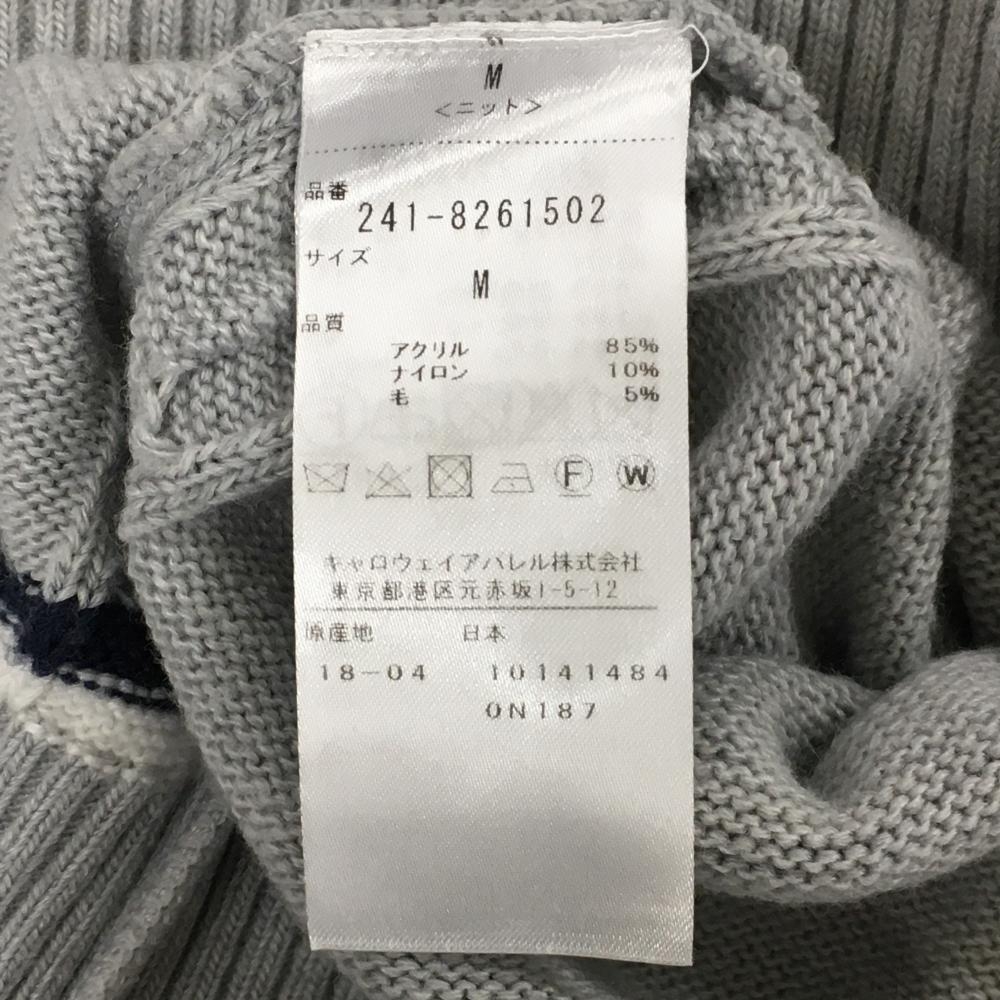 M
<ニット>
品番
241-8261502
サイズ
M
品質
アクリル 85%
ナイロン 10%
毛 5%
F W
キャロウェイアパレル株式会社
東京都港区元赤坂1-5-12
原産地 日本
18-04 10141484
0N187